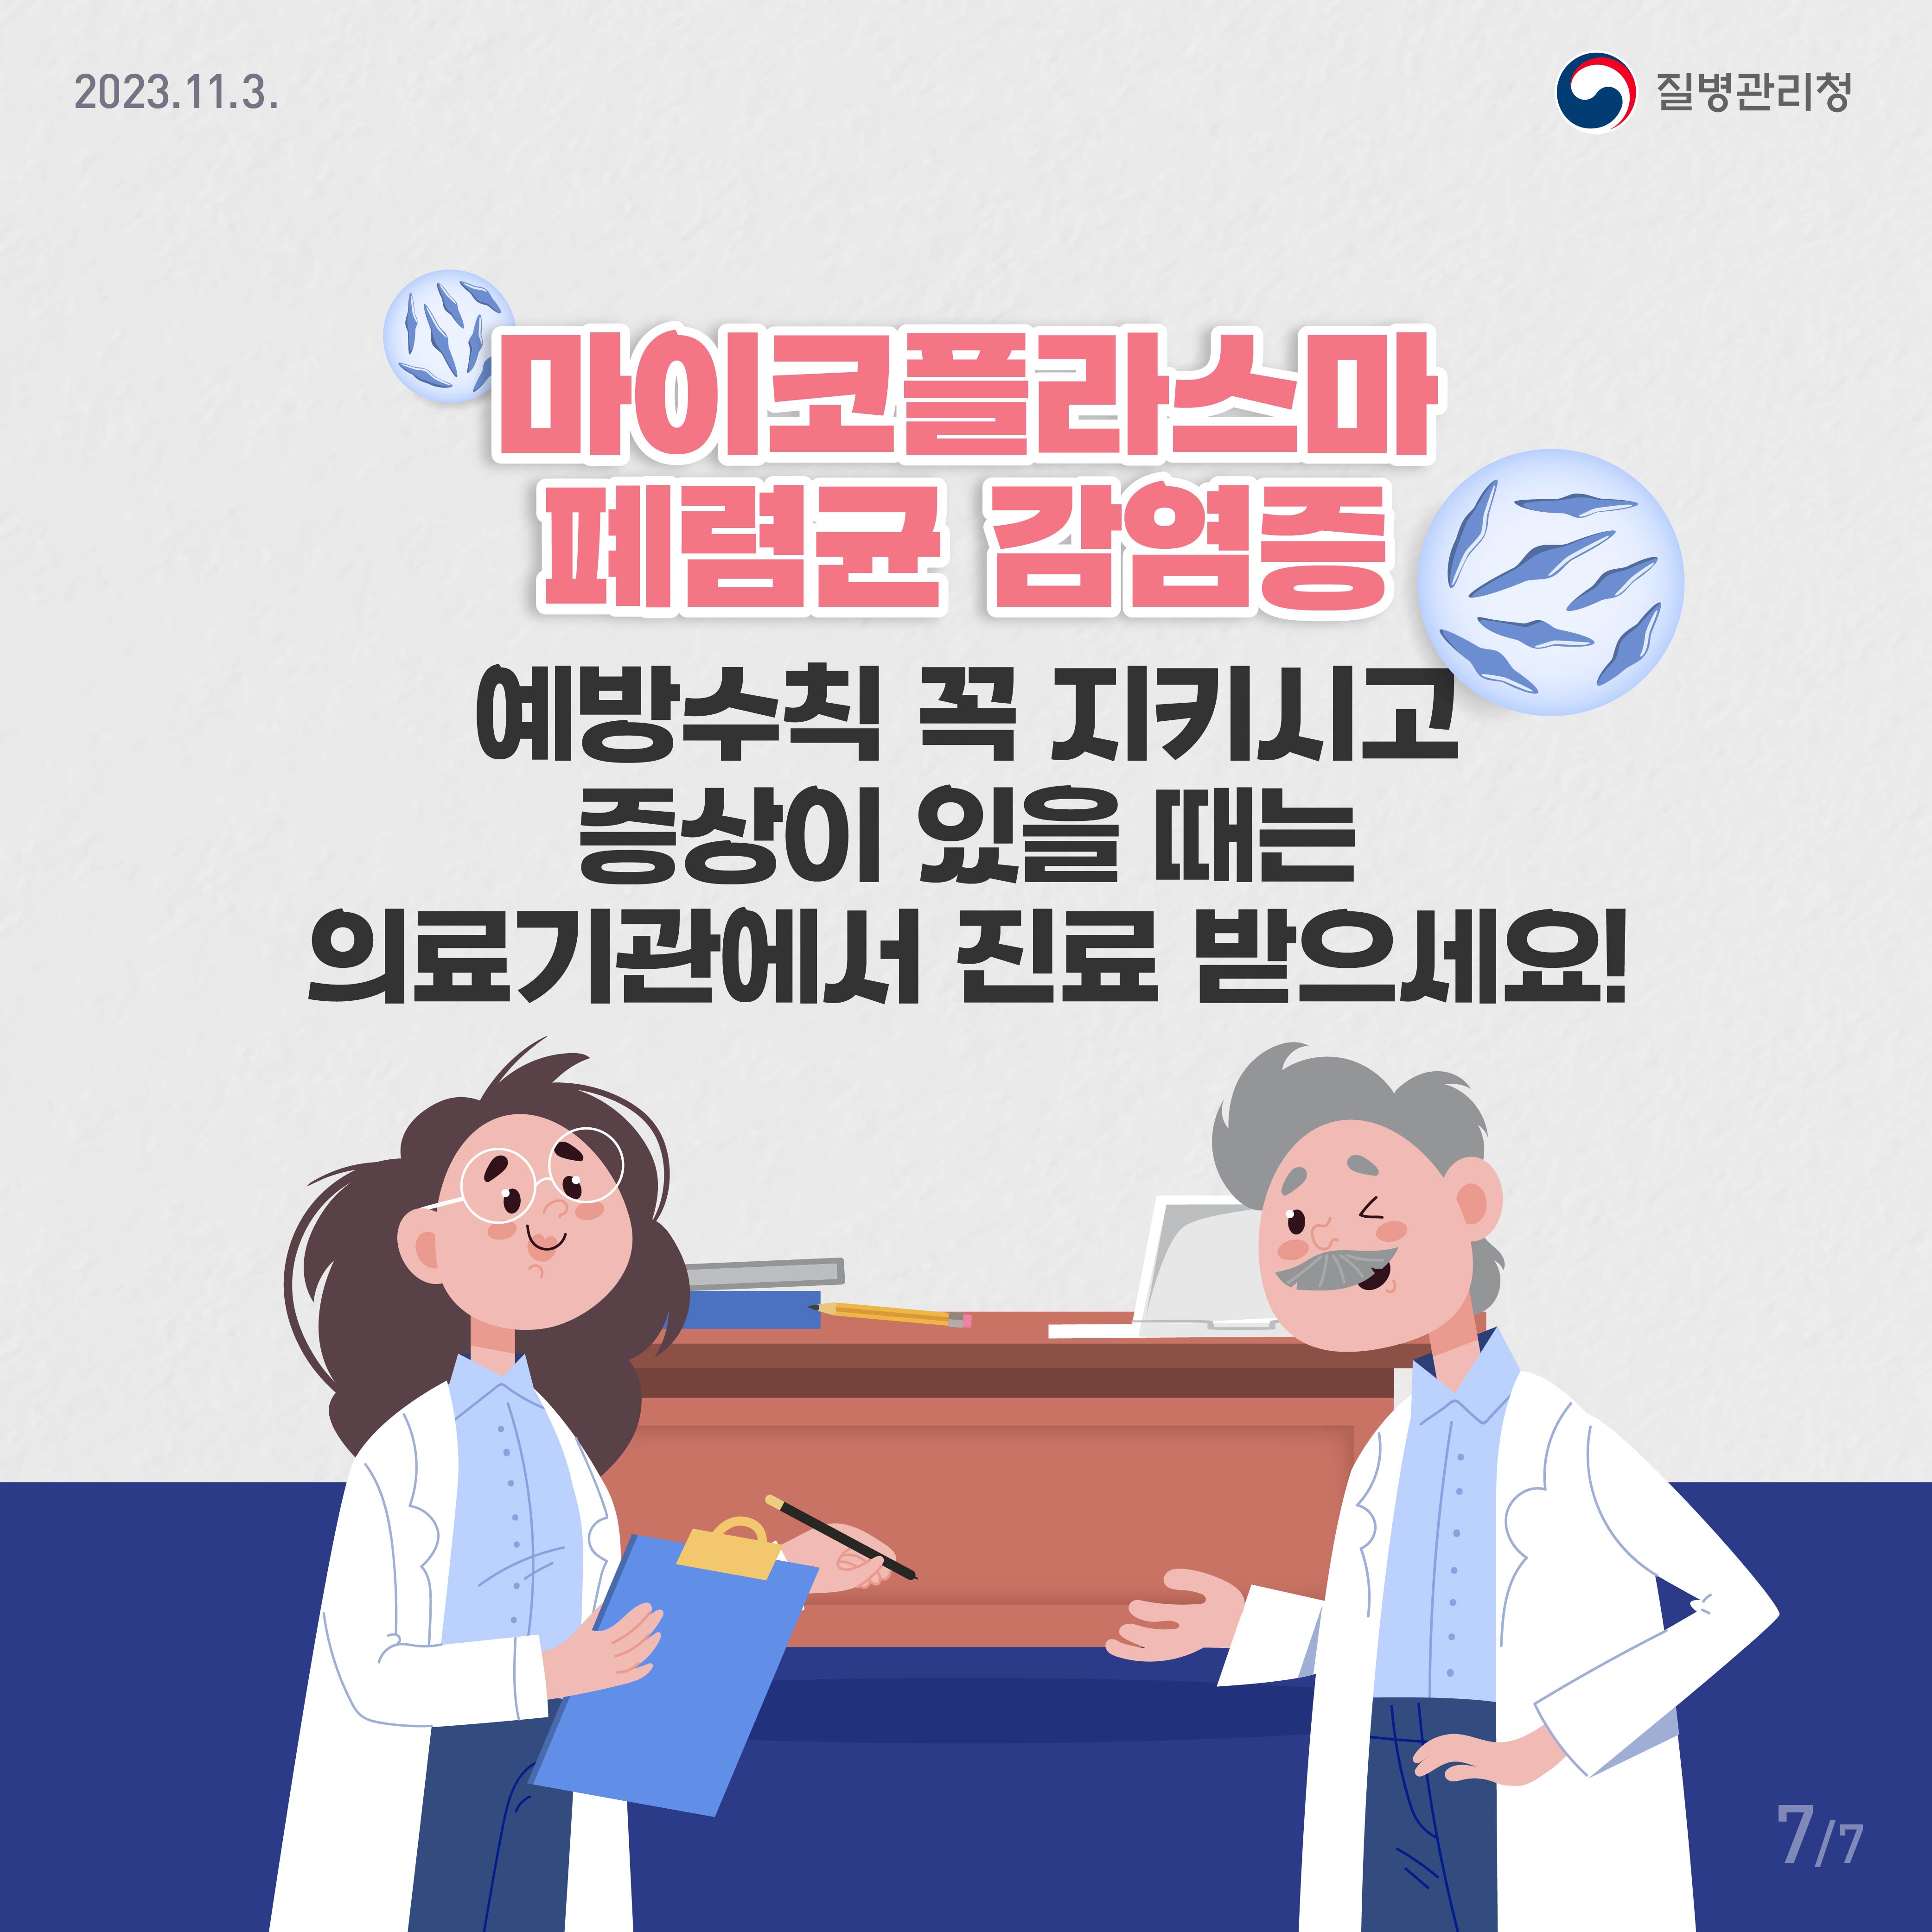 2023.11.3.
질병관리청
마이코플라스마
폐렴균 감염증
예방수칙 꼭 지키시고
증상이 있을 때는
의료기관에서 진료 받으세요!
7/7